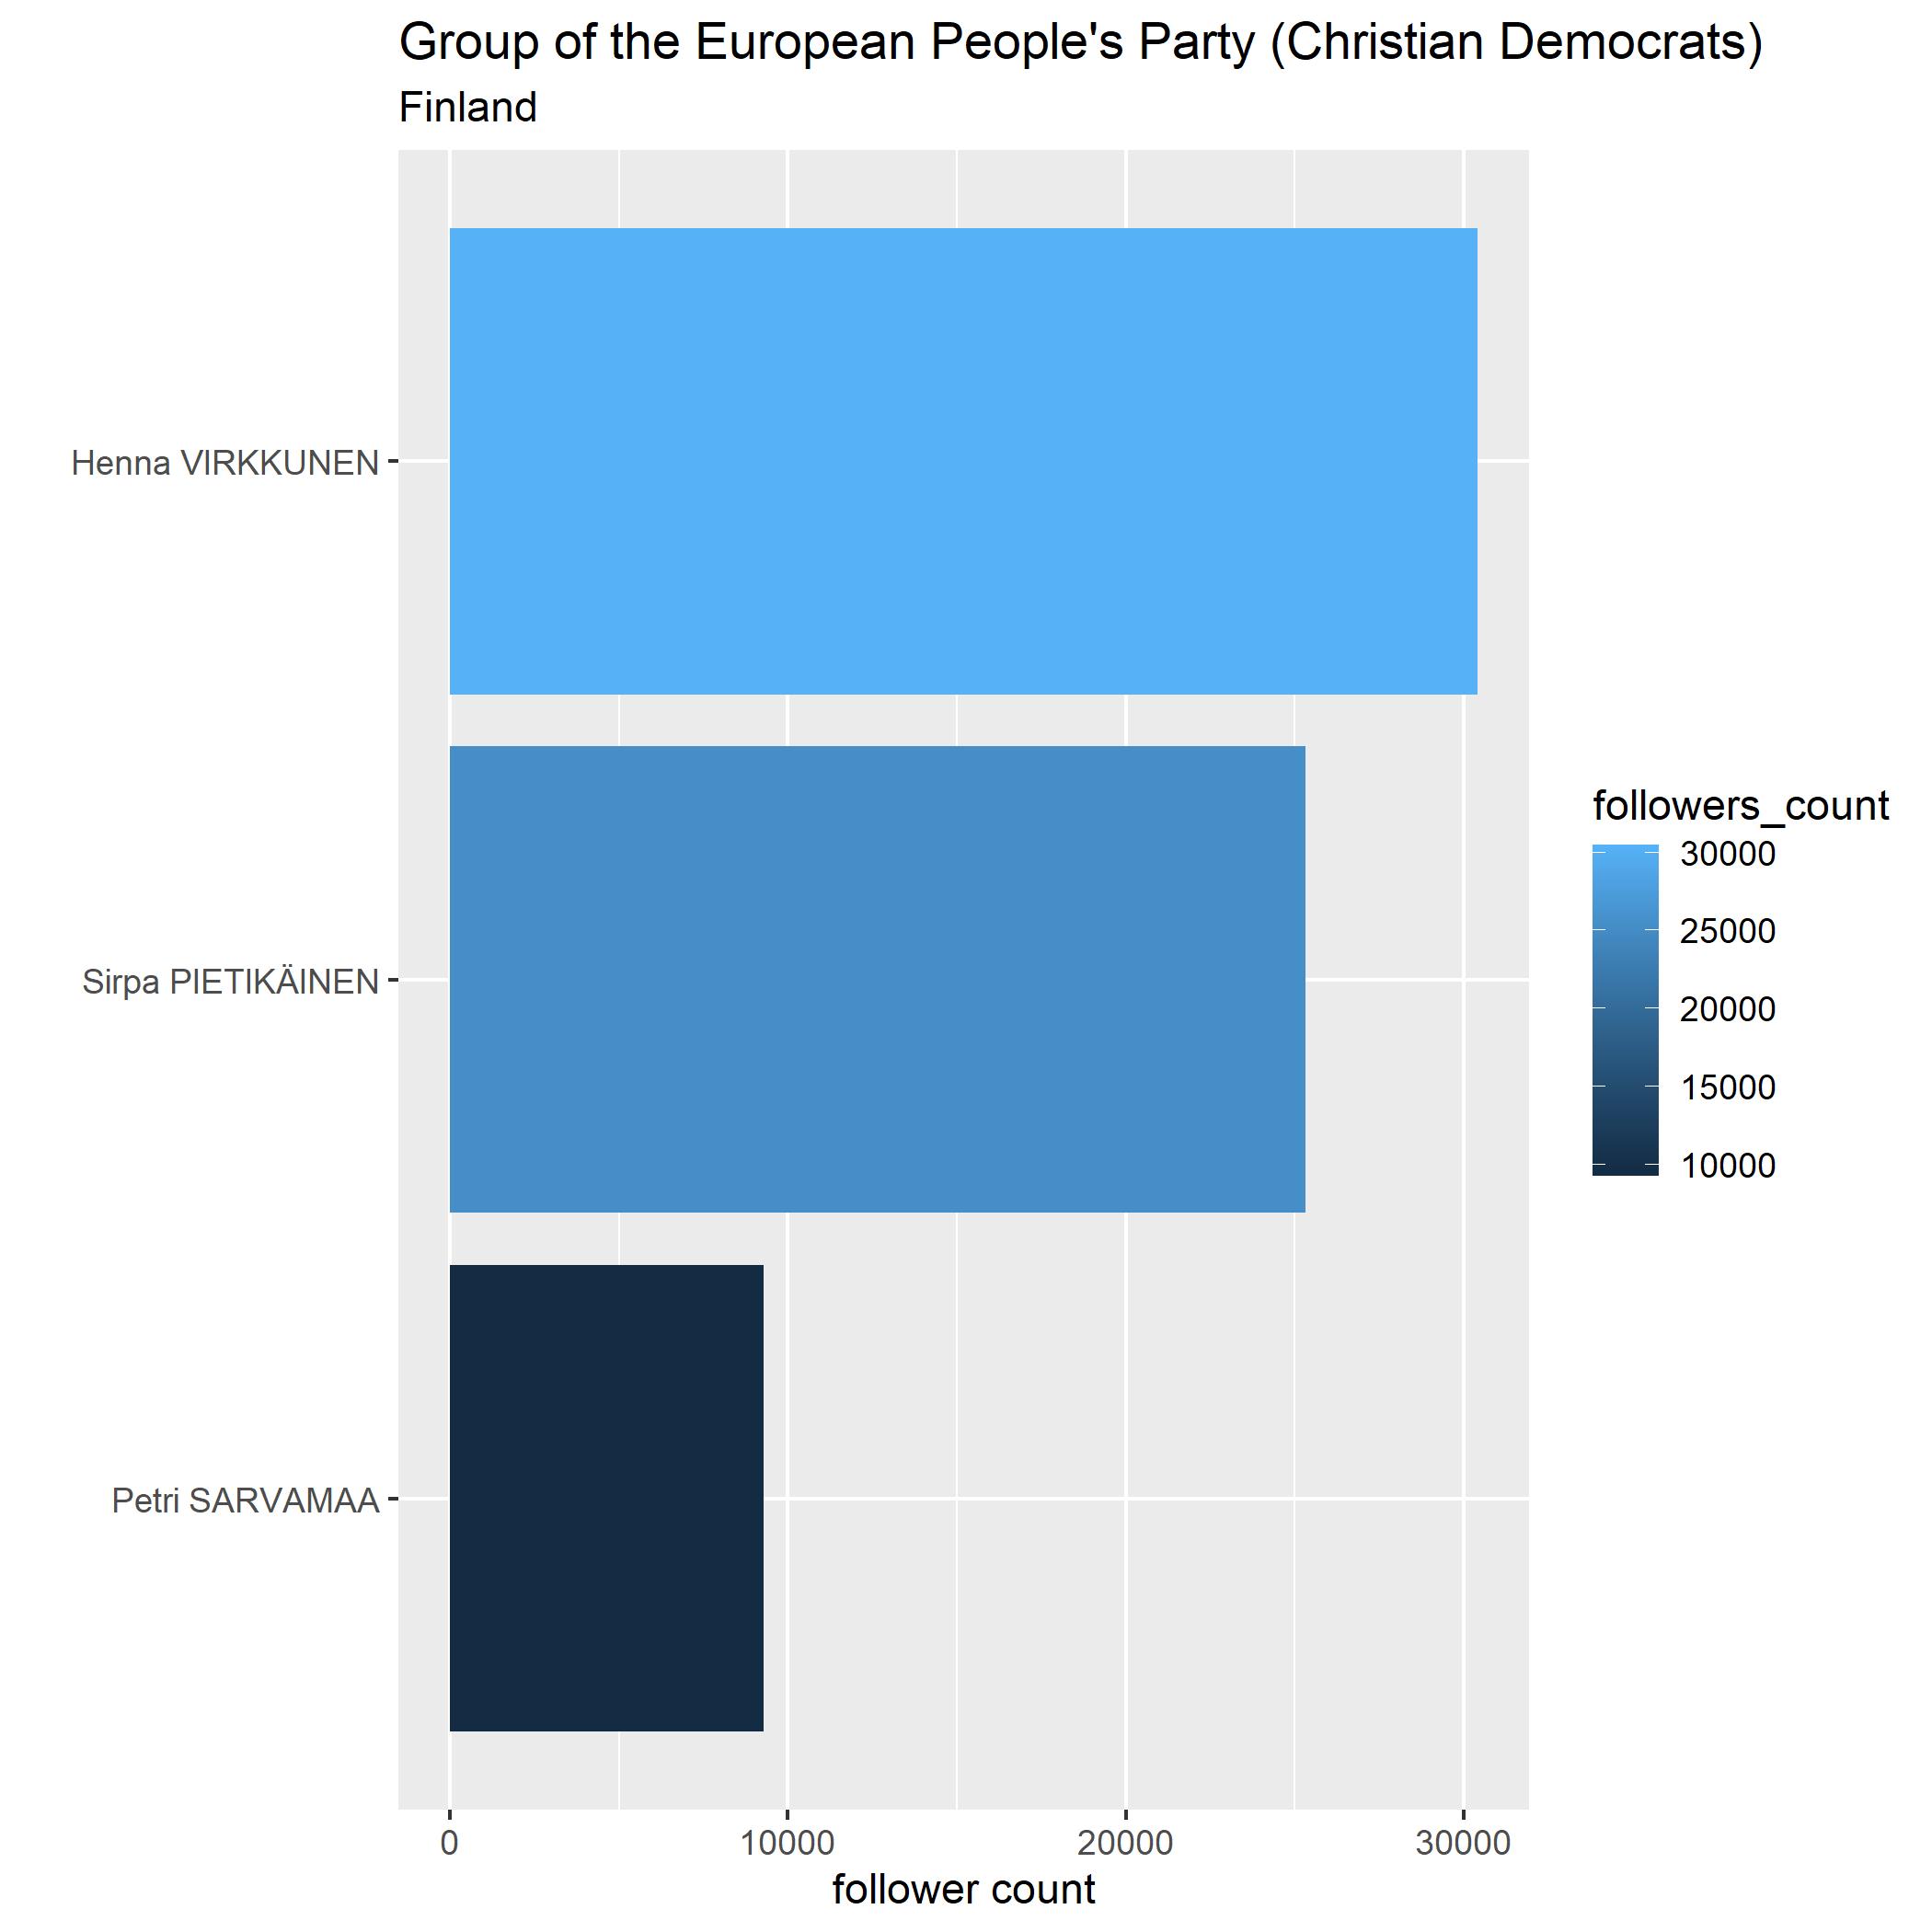 Group of the European People's Party (Christian Democrats)
Finland
Henna VIRKKUNEN
Sirpa PIETIKÄINEN
Petri SARVAMAA
0
10000
20000
30000
follower count
followers_count
30000
25000
20000
15000
10000